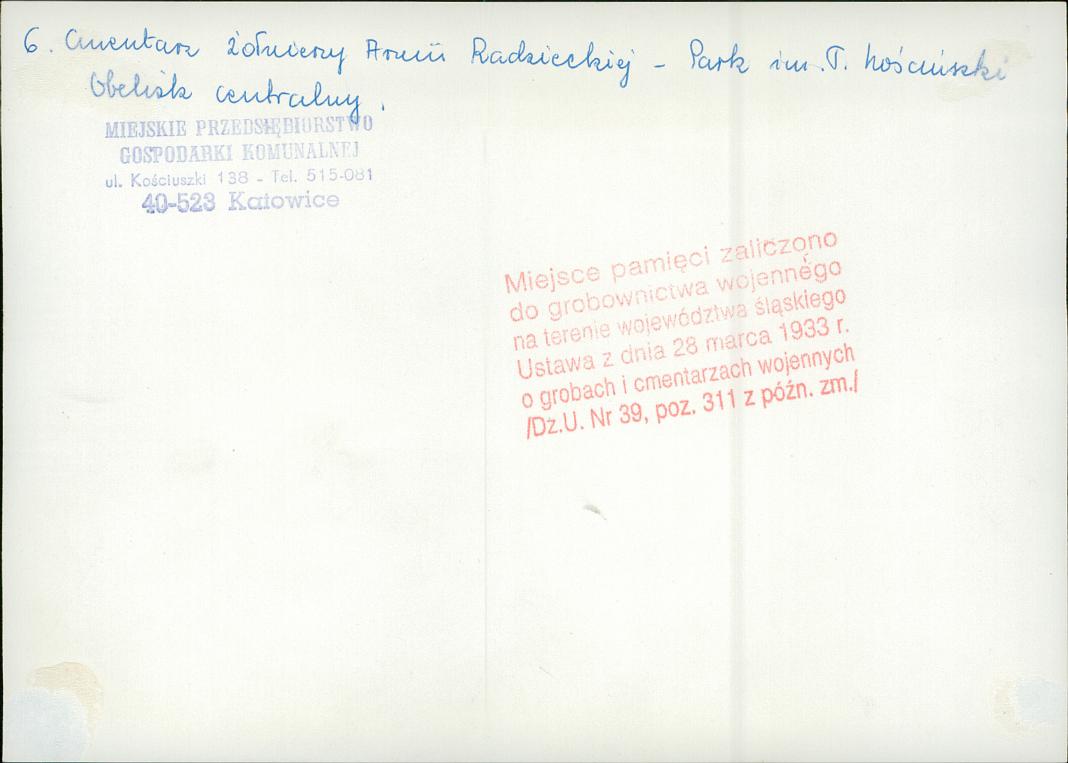 6. Cmentarz żołnierzy Armii Radzieckiej - Park im. T. Kościuszki
Obelisk centralny.
MIEJSKIE PRZEDSIĘBIORSTWO
GOSPODARKI KOMUNALNEJ
ul. Kościuszki 138 - Tel. 515-081
40-523 Katowice
Miejsce pamięci zaliczono
do grobownictwa wojennego
na terenie województwa śląskiego
Ustawa z dnia 28 marca 1933 r.
o grobach i cmentarzach wojennych
/Dz.U. Nr 39, poz. 311 z późn. zm./